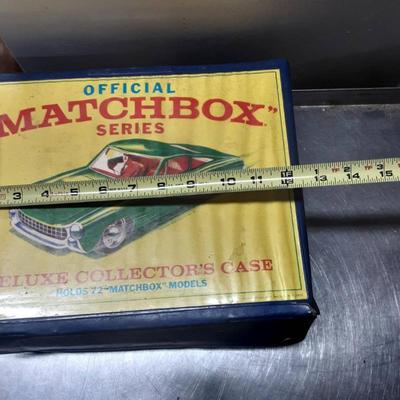 OFFICIAL
"MATCHBOX"
SERIES
3 4 5 6 7 8 9 10 11 12 13 14 15
DELUXE COLLECTOR'S CASE
HOLDS 72 "MATCHBOX" MODELS